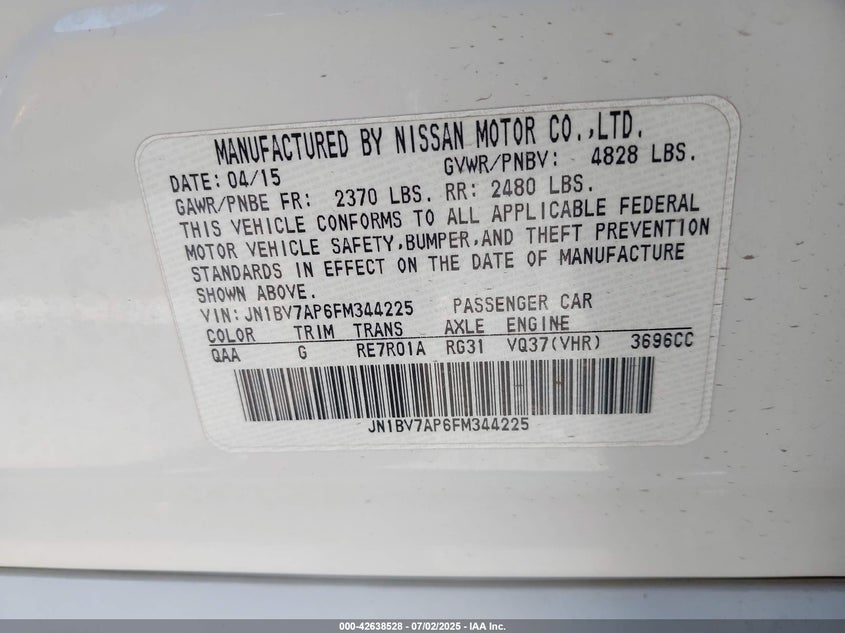 MANUFACTURED BY NISSAN MOTOR CO.,LTD.
DATE: 04/15 GVWR/PNBV: 4828 LBS.
GAWR/PNBE FR: 2370 LBS. RR: 2480 LBS.
THIS VEHICLE CONFORMS TO ALL APPLICABLE FEDERAL
MOTOR VEHICLE SAFETY,BUMPER,AND THEFT PREVENTION
STANDARDS IN EFFECT ON THE DATE OF MANUFACTURE
SHOWN ABOVE.
VIN: JN1BV7AP6FM344225 PASSENGER CAR
COLOR TRIM TRANS AXLE ENGINE
QAA G RE7R01A RG31 VQ37(VHR) 3696CC
JN1BV7AP6FM344225
000-42638528 - 07/02/2025 - IAA Inc.